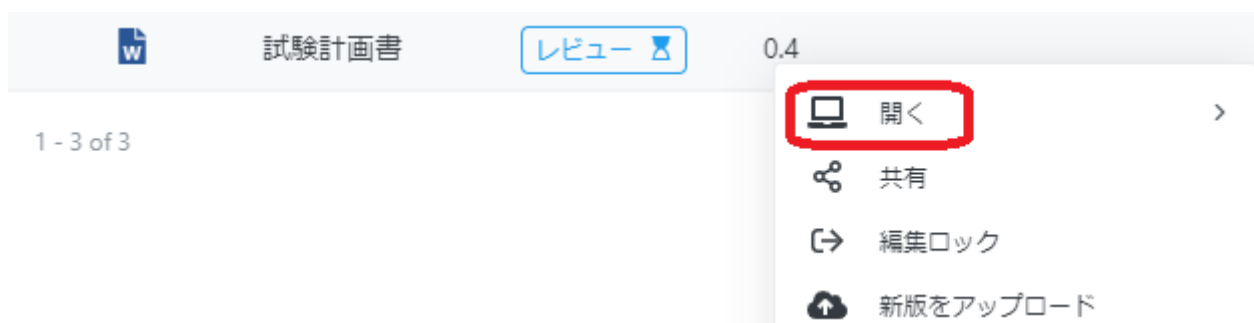 試験計画書 レビュー 0.4
開く
1 - 3 of 3
共有
編集ロック
新版をアップロード